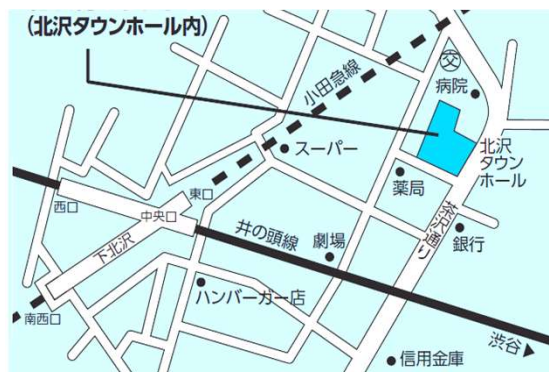 (北沢タウンホール内)
小田急線
交
病院
スーパー
北沢
タウン
ホール
薬局
東口
西口
中央口
井の頭線
劇場
茶沢通り
銀行
下北沢
ハンバーガー店
南西口
渋谷
信用金庫